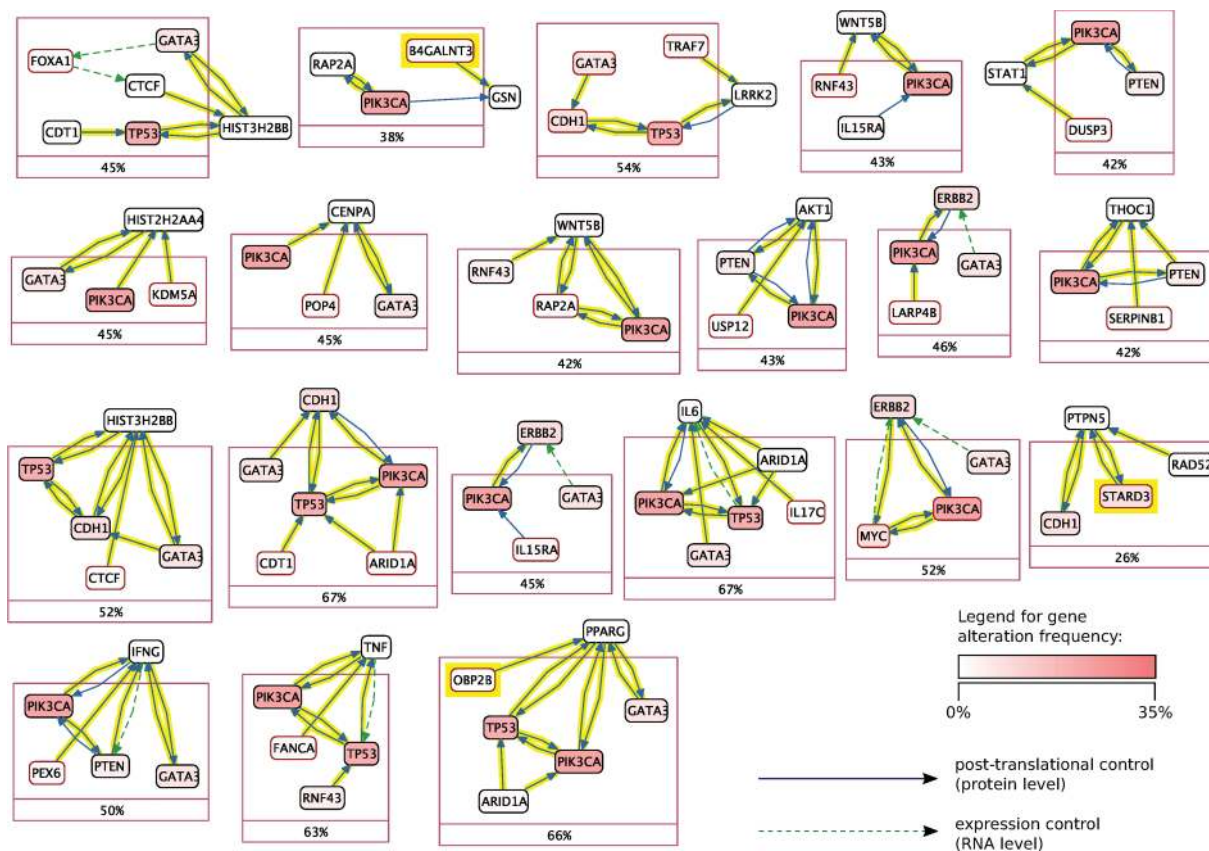 GATA3
FOXA1
CTCF
CDT1
TP53
HIST3H2BB
45%
B4GALNT3
RAP2A
PIK3CA
GSN
38%
TRAF7
GATA3
LRRK2
CDH1
TP53
54%
WNT5B
RNF43
PIK3CA
IL15RA
43%
PIK3CA
STAT1
PTEN
DUSP3
42%
HIST2H2AA4
GATA3
PIK3CA
KDM5A
45%
CENPA
PIK3CA
POP4
GATA3
45%
WNT5B
RNF43
RAP2A
PIK3CA
42%
AKT1
PTEN
USP12
PIK3CA
43%
ERBB2
PIK3CA
GATA3
LARP4B
46%
THOC1
PIK3CA
PTEN
SERPINB1
42%
HIST3H2BB
TP53
CDH1
GATA3
CTCF
52%
CDH1
GATA3
PIK3CA
TP53
CDT1
ARID1A
67%
ERBB2
PIK3CA
GATA3
IL15RA
45%
IL6
ARID1A
PIK3CA
TP53
IL17C
GATA3
67%
ERBB2
GATA3
PIK3CA
MYC
52%
PTPN5
RAD52
STARD3
CDH1
26%
IFNG
PIK3CA
PTEN
PEX6
GATA3
50%
TNF
PIK3CA
FANCA
TP53
RNF43
63%
PPARG
OBP2B
GATA3
TP53
PIK3CA
ARID1A
66%
Legend for gene
alteration frequency:
0%
35%
post-translational control
(protein level)
expression control
(RNA level)